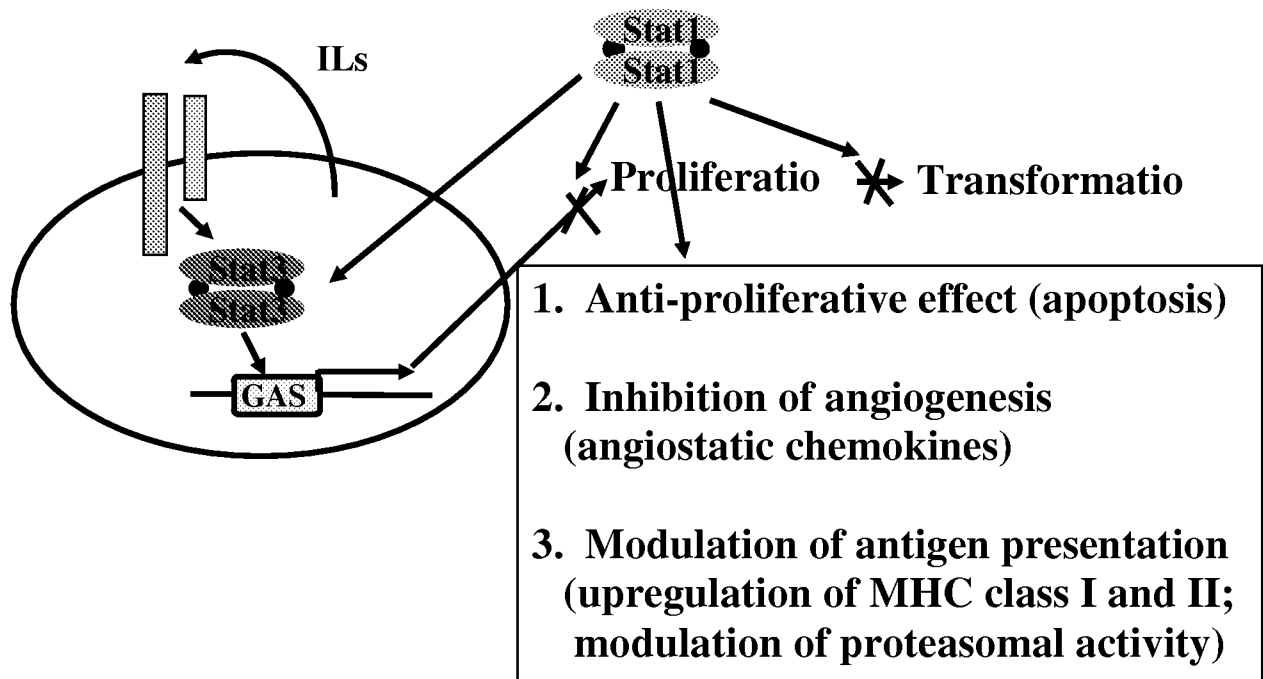 Stat1
Stat1
ILs
Proliferatio
Transformatio
Stat3
Stat3
GAS
1. Anti-proliferative effect (apoptosis)
2. Inhibition of angiogenesis
(angiostatic chemokines)
3. Modulation of antigen presentation
(upregulation of MHC class I and II;
modulation of proteasomal activity)